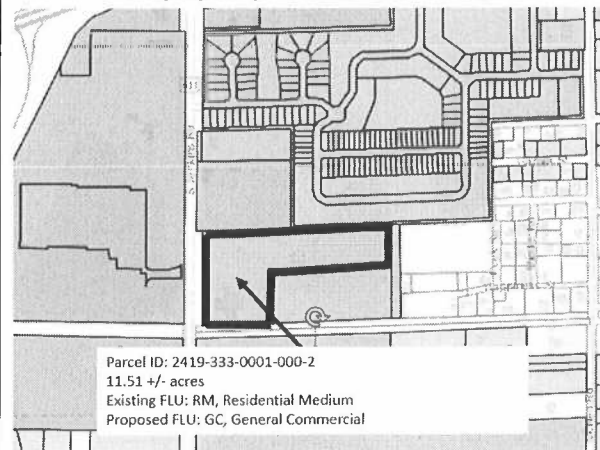 Parcel ID: 2419-333-0001-000-2
11.51 +/- acres
Existing FLU: RM, Residential Medium
Proposed FLU: GC, General Commercial